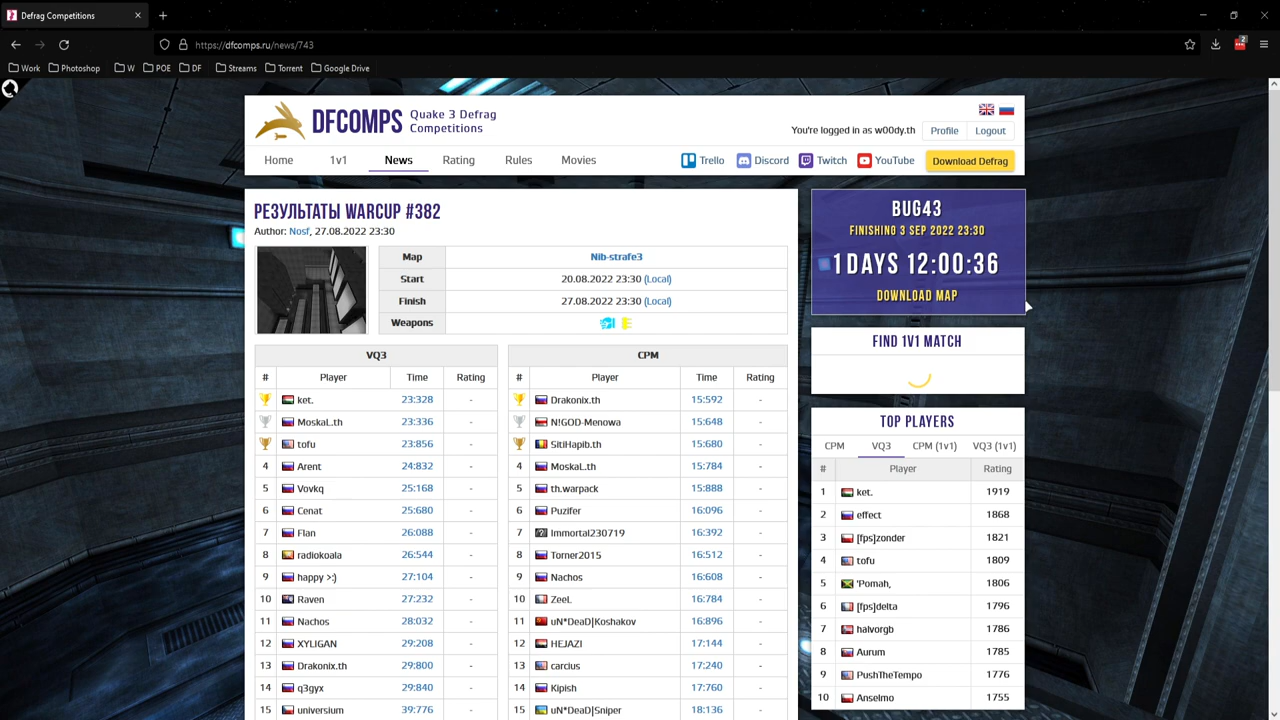 Defrag Competitions
https://dfcomps.ru/news/743
2
Work Photoshop W POE DF Streams Torrent Google Drive
DFCOMPS
Quake 3 Defrag
Competitions
You're logged in as w00dy.th Profile Logout
Home 1v1 News Rating Rules Movies Trello Discord Twitch YouTube Download Defrag
РЕЗУЛЬТАТЫ WARCUP #382
Author: Nosf, 27.08.2022 23:30
Map Nib-strafe3
Start 20.08.2022 23:30 (Local)
Finish 27.08.2022 23:30 (Local)
Weapons
VQ3
# Player Time Rating
ket. 23:328 -
MoskaL.th 23:336 -
tofu 23:856 -
4 Arent 24:832 -
5 Vovkq 25:168 -
6 Cenat 25:680 -
7 Flan 26:088 -
8 radiokoala 26:544 -
9 happy >:) 27:104 -
10 Raven 27:232 -
11 Nachos 28:032 -
12 XYLIGAN 29:208 -
13 Drakonix.th 29:800 -
14 q3gyx 29:840 -
15 universium 39:776 -
CPM
# Player Time Rating
Drakonix.th 15:592 -
N!GOD-Menowa 15:648 -
SitiHapib.th 15:680 -
4 MoskaL.th 15:784 -
5 th.warpack 15:888 -
6 Puzifer 16:096 -
7 Immortal230719 16:392 -
8 Torner2015 16:512 -
9 Nachos 16:608 -
10 ZeeL 16:784 -
11 uN*DeaD|Koshakov 16:896 -
12 HEJAZI 17:144 -
13 carcius 17:240 -
14 Kipish 17:760 -
15 uN*DeaD|Sniper 18:136 -
BUG43
FINISHING 3 SEP 2022 23:30
1 DAYS 12:00:36
DOWNLOAD MAP
FIND 1V1 MATCH
TOP PLAYERS
CPM VQ3 CPM (1v1) VQ3 (1v1)
# Player Rating
1 ket. 1919
2 effect 1868
3 [fps]zonder 1821
4 tofu 1809
5 'Pomah, 1806
6 [fps]delta 1796
7 halvorgb 1786
8 Aurum 1785
9 PushTheTempo 1776
10 Anselmo 1755